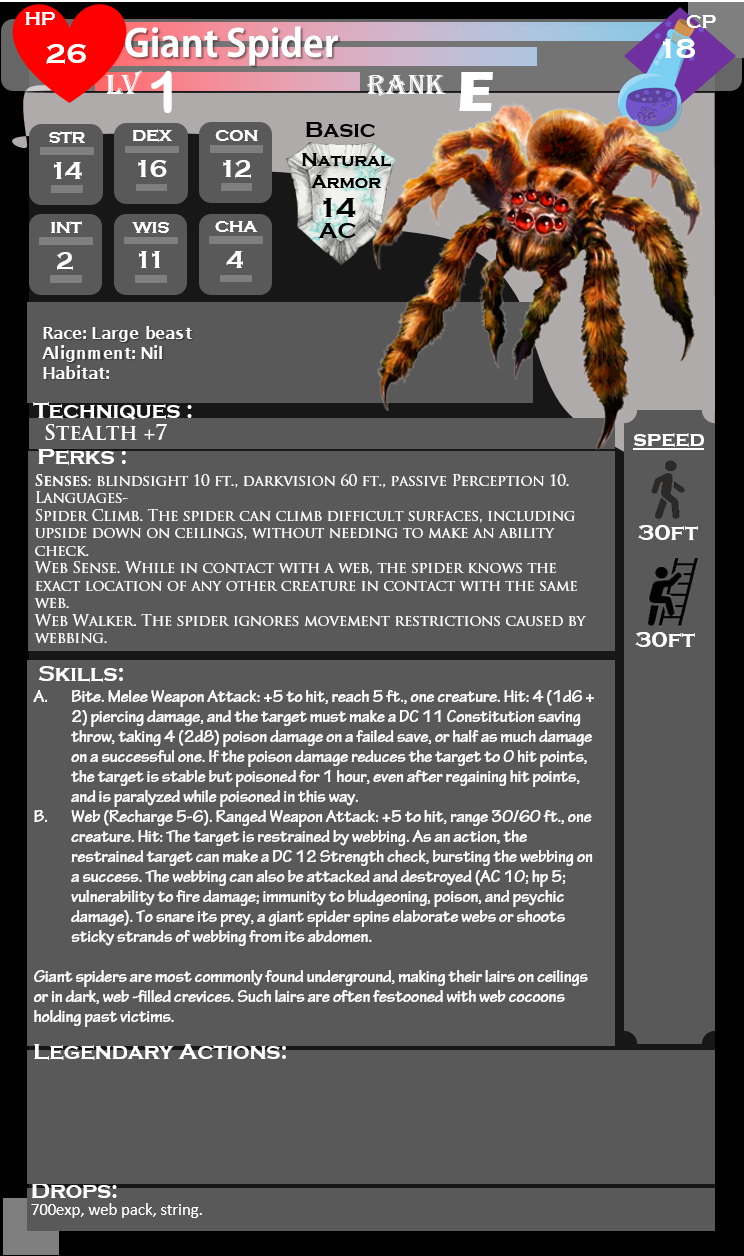 HP
26
Giant Spider
CP
18
LV 1
RANK E
STR
14
DEX
16
CON
12
INT
2
WIS
11
CHA
4
BASIC
NATURAL
ARMOR
14
AC
Race: Large beast
Alignment: Nil
Habitat:
TECHNIQUES :
STEALTH +7
PERKS :
SENSES: BLINDSIGHT 10 FT., DARKVISION 60 FT., PASSIVE PERCEPTION 10.
LANGUAGES-
SPIDER CLIMB. THE SPIDER CAN CLIMB DIFFICULT SURFACES, INCLUDING
UPSIDE DOWN ON CEILINGS, WITHOUT NEEDING TO MAKE AN ABILITY
CHECK.
WEB SENSE. WHILE IN CONTACT WITH A WEB, THE SPIDER KNOWS THE
EXACT LOCATION OF ANY OTHER CREATURE IN CONTACT WITH THE SAME
WEB.
WEB WALKER. THE SPIDER IGNORES MOVEMENT RESTRICTIONS CAUSED BY
WEBBING.
SPEED
30FT
30FT
SKILLS:
A. Bite. Melee Weapon Attack: +5 to hit, reach 5 ft., one creature. Hit: 4 (1d6 +
2) piercing damage, and the target must make a DC 11 Constitution saving
throw, taking 4 (2d8) poison damage on a failed save, or half as much damage
on a successful one. If the poison damage reduces the target to 0 hit points,
the target is stable but poisoned for 1 hour, even after regaining hit points,
and is paralyzed while poisoned in this way.
B. Web (Recharge 5-6). Ranged Weapon Attack: +5 to hit, range 30/60 ft., one
creature. Hit: The target is restrained by webbing. As an action, the
restrained target can make a DC 12 Strength check, bursting the webbing on
a success. The webbing can also be attacked and destroyed (AC 10; hp 5;
vulnerability to fire damage; immunity to bludgeoning, poison, and psychic
damage). To snare its prey, a giant spider spins elaborate webs or shoots
sticky strands of webbing from its abdomen.
Giant spiders are most commonly found underground, making their lairs on ceilings
or in dark, web -filled crevices. Such lairs are often festooned with web cocoons
holding past victims.
LEGENDARY ACTIONS:
DROPS:
700exp, web pack, string.